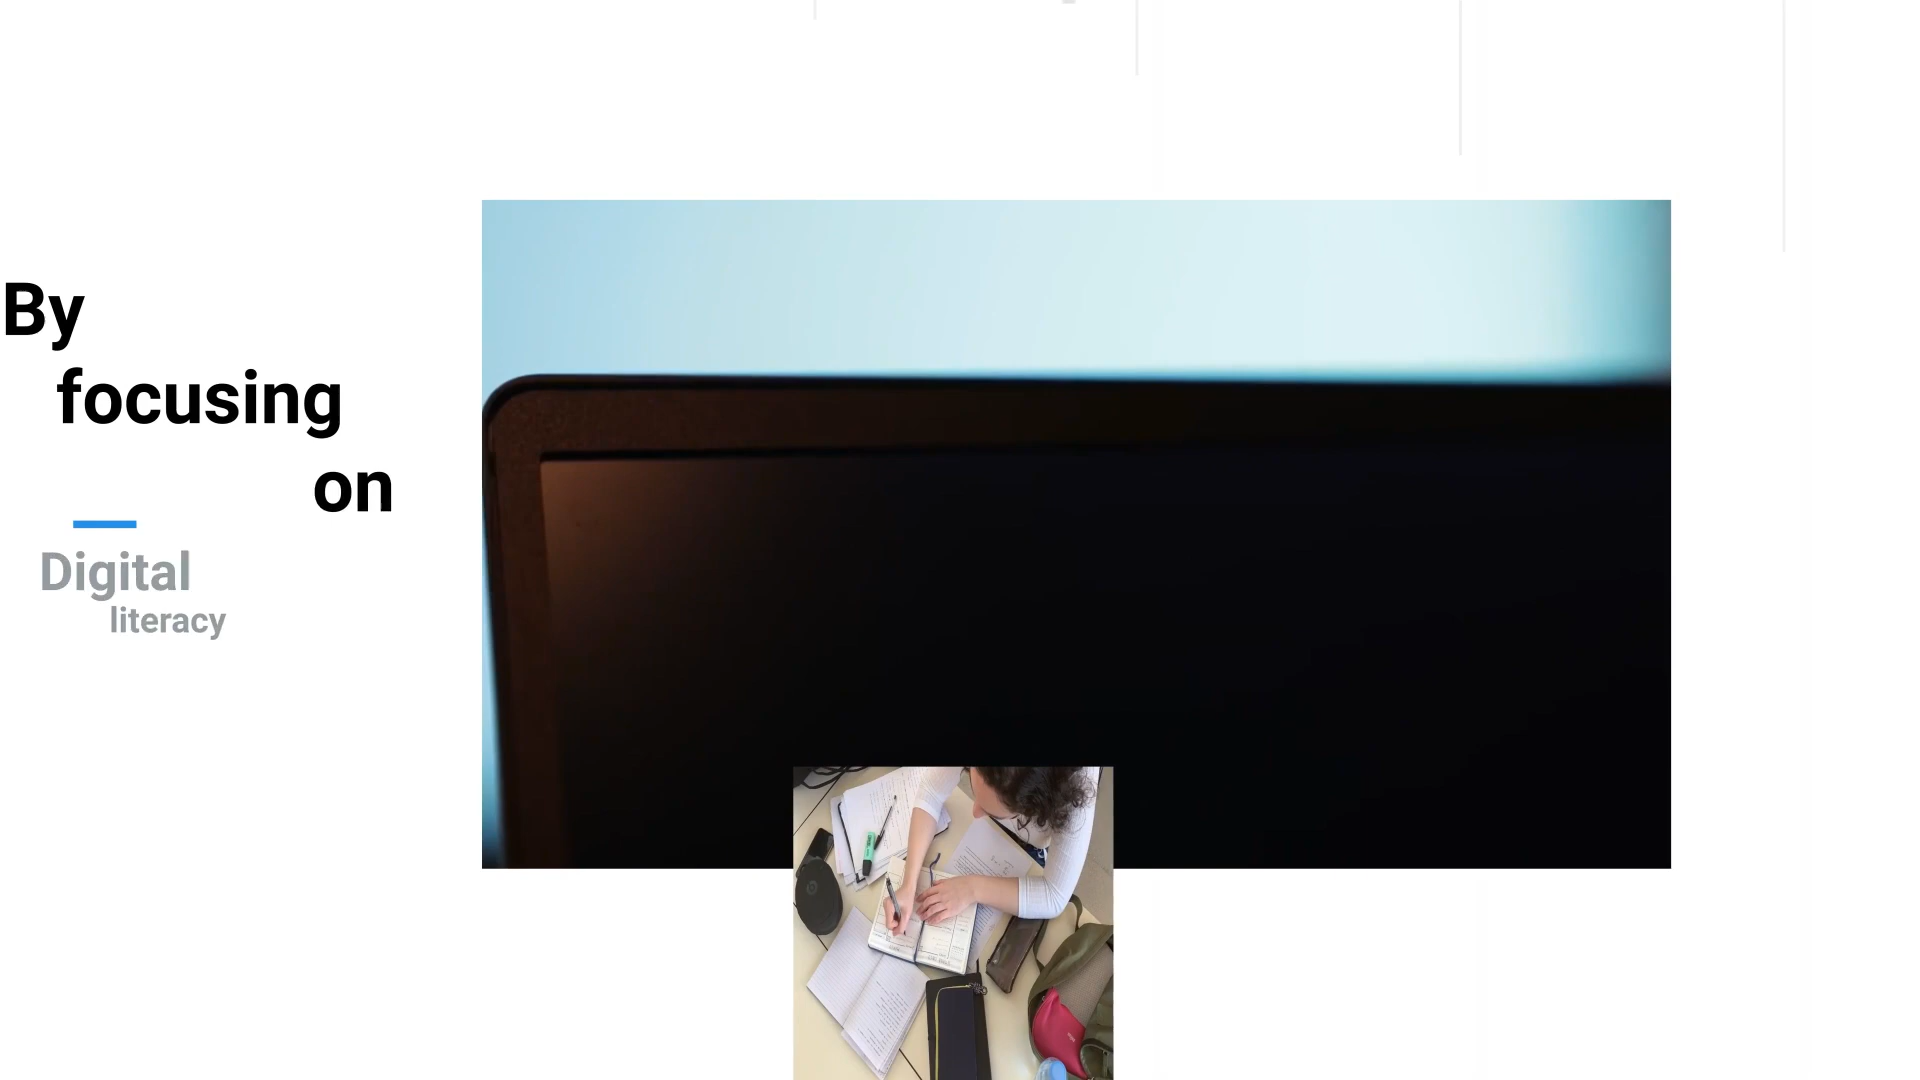 By
focusing
on
Digital
literacy